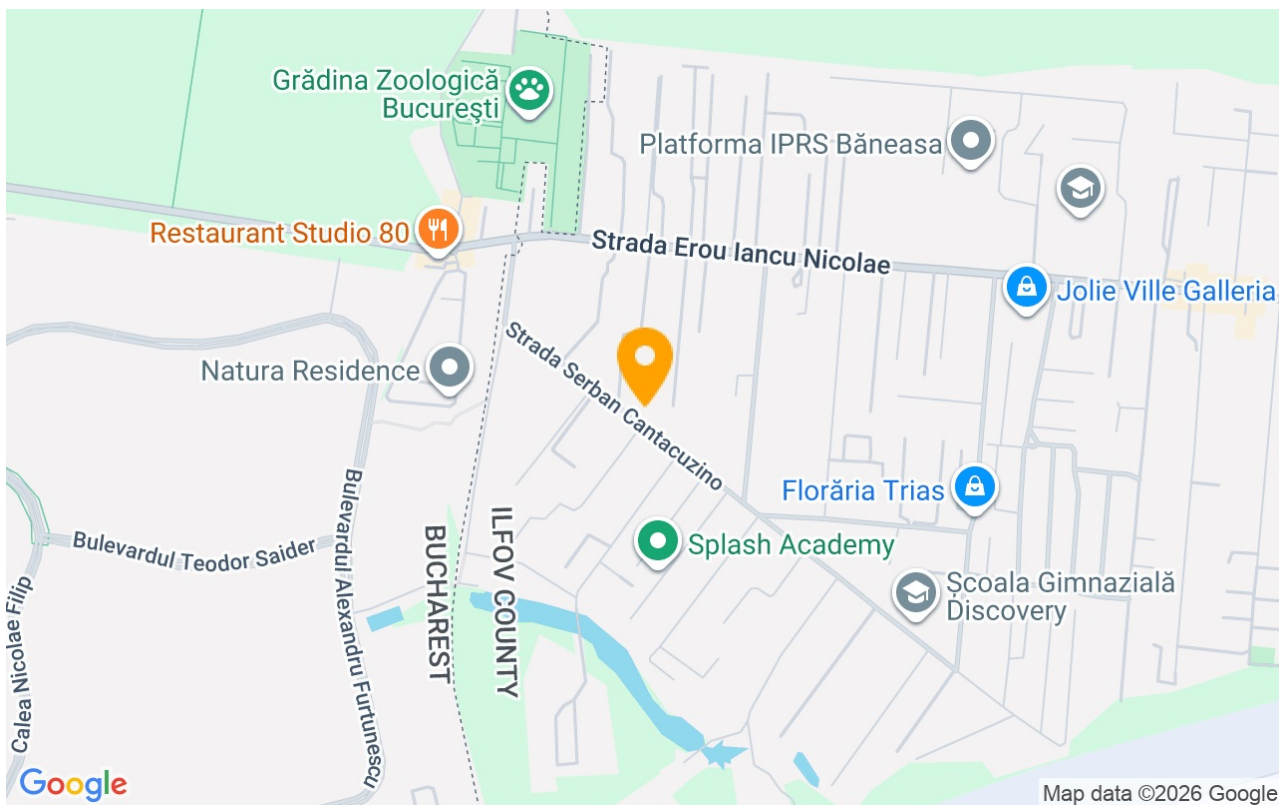 Grădina Zoologică
Bucureşti
Platforma IPRS Băneasa
Restaurant Studio 80
Strada Erou Iancu Nicolae
Jolie Ville Galleria
Strada Serban Cantacuzino
Natura Residence
Florăria Trias
Bulevardul Teodor Saider
Bulevardul Alexandru Furtunescu
BUCHAREST
ILFOV COUNTY
Splash Academy
Școala Gimnazială
Discovery
Calea Nicolae Filip
Google
Map data ©2026 Google